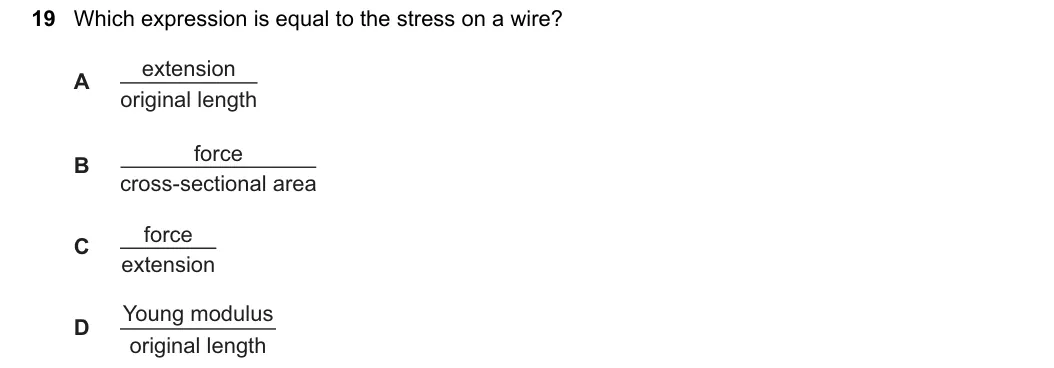 19 Which expression is equal to the stress on a wire?
A extension
original length
B force
cross-sectional area
C force
extension
D Young modulus
original length